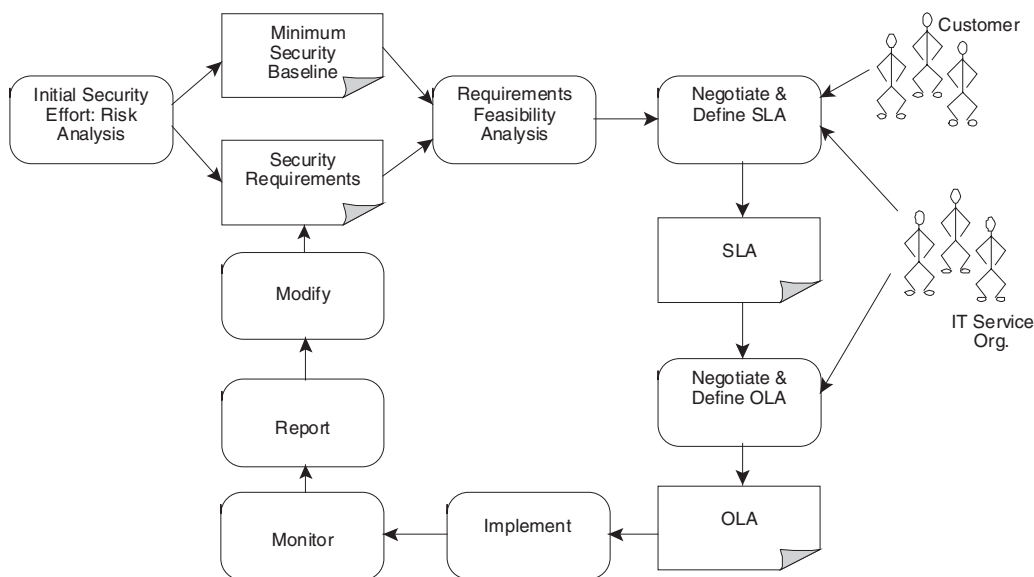 Minimum
Security
Baseline
Customer
Initial Security
Effort: Risk
Analysis
Requirements
Feasibility
Analysis
Negotiate &
Define SLA
Security
Requirements
SLA
Modify
IT Service
Org.
Negotiate &
Define OLA
Report
OLA
Implement
Monitor